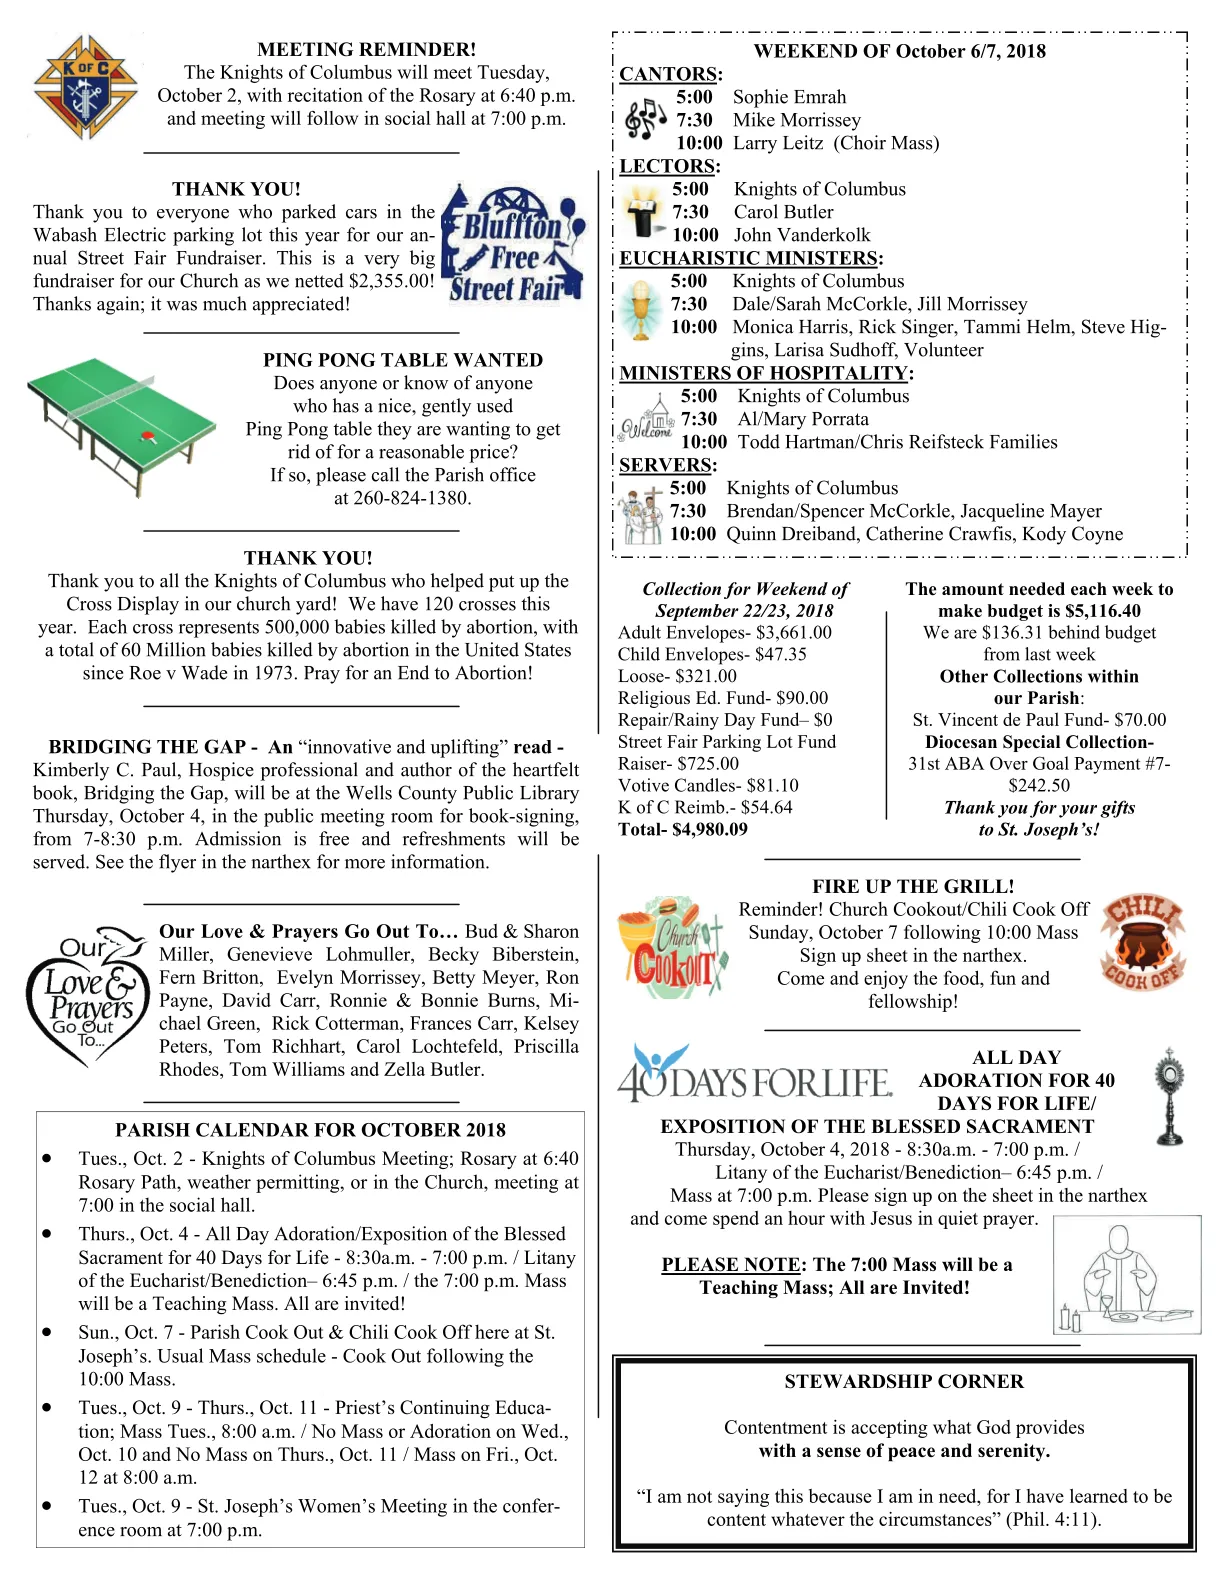 K OF C
MEETING REMINDER!
The Knights of Columbus will meet Tuesday,
October 2, with recitation of the Rosary at 6:40 p.m.
and meeting will follow in social hall at 7:00 p.m.
THANK YOU!
Thank you to everyone who parked cars in the
Wabash Electric parking lot this year for our an-
nual Street Fair Fundraiser. This is a very big
fundraiser for our Church as we netted $2,355.00!
Thanks again; it was much appreciated!
Bluffton
Free
Street Fair
PING PONG TABLE WANTED
Does anyone or know of anyone
who has a nice, gently used
Ping Pong table they are wanting to get
rid of for a reasonable price?
If so, please call the Parish office
at 260-824-1380.
THANK YOU!
Thank you to all the Knights of Columbus who helped put up the
Cross Display in our church yard!  We have 120 crosses this
year.  Each cross represents 500,000 babies killed by abortion, with
a total of 60 Million babies killed by abortion in the United States
since Roe v Wade in 1973. Pray for an End to Abortion!
BRIDGING THE GAP -  An “innovative and uplifting” read -
Kimberly C. Paul, Hospice professional and author of the heartfelt
book, Bridging the Gap, will be at the Wells County Public Library
Thursday, October 4, in the public meeting room for book-signing,
from 7-8:30 p.m. Admission is free and refreshments will be
served. See the flyer in the narthex for more information.
Our
Love &
Prayers
Go Out
To...
Our Love & Prayers Go Out To… Bud & Sharon
Miller, Genevieve Lohmuller, Becky Biberstein,
Fern Britton,  Evelyn Morrissey, Betty Meyer, Ron
Payne, David Carr, Ronnie & Bonnie Burns, Mi-
chael Green,  Rick Cotterman, Frances Carr, Kelsey
Peters, Tom Richhart, Carol Lochtefeld, Priscilla
Rhodes, Tom Williams and Zella Butler.
PARISH CALENDAR FOR OCTOBER 2018
• Tues., Oct. 2 - Knights of Columbus Meeting; Rosary at 6:40
Rosary Path, weather permitting, or in the Church, meeting at
7:00 in the social hall.
• Thurs., Oct. 4 - All Day Adoration/Exposition of the Blessed
Sacrament for 40 Days for Life - 8:30a.m. - 7:00 p.m. / Litany
of the Eucharist/Benediction– 6:45 p.m. / the 7:00 p.m. Mass
will be a Teaching Mass. All are invited!
• Sun., Oct. 7 - Parish Cook Out & Chili Cook Off here at St.
Joseph’s. Usual Mass schedule - Cook Out following the
10:00 Mass.
• Tues., Oct. 9 - Thurs., Oct. 11 - Priest’s Continuing Educa-
tion; Mass Tues., 8:00 a.m. / No Mass or Adoration on Wed.,
Oct. 10 and No Mass on Thurs., Oct. 11 / Mass on Fri., Oct.
12 at 8:00 a.m.
• Tues., Oct. 9 - St. Joseph’s Women’s Meeting in the confer-
ence room at 7:00 p.m.
WEEKEND OF October 6/7, 2018
CANTORS:
5:00 Sophie Emrah
7:30 Mike Morrissey
10:00 Larry Leitz  (Choir Mass)
LECTORS:
5:00 Knights of Columbus
7:30 Carol Butler
10:00 John Vanderkolk
EUCHARISTIC MINISTERS:
5:00 Knights of Columbus
7:30 Dale/Sarah McCorkle, Jill Morrissey
10:00 Monica Harris, Rick Singer, Tammi Helm, Steve Hig-
gins, Larisa Sudhoff, Volunteer
MINISTERS OF HOSPITALITY:
Welcome
5:00 Knights of Columbus
7:30 Al/Mary Porrata
10:00 Todd Hartman/Chris Reifsteck Families
SERVERS:
5:00 Knights of Columbus
7:30 Brendan/Spencer McCorkle, Jacqueline Mayer
10:00 Quinn Dreiband, Catherine Crawfis, Kody Coyne
Collection for Weekend of
September 22/23, 2018
Adult Envelopes- $3,661.00
Child Envelopes- $47.35
Loose- $321.00
Religious Ed. Fund- $90.00
Repair/Rainy Day Fund– $0
Street Fair Parking Lot Fund
Raiser- $725.00
Votive Candles- $81.10
K of C Reimb.- $54.64
Total- $4,980.09
The amount needed each week to
make budget is $5,116.40
We are $136.31 behind budget
from last week
Other Collections within
our Parish:
St. Vincent de Paul Fund- $70.00
Diocesan Special Collection-
31st ABA Over Goal Payment #7-
$242.50
Thank you for your gifts
to St. Joseph’s!
Church
COOKOUT
FIRE UP THE GRILL!
Reminder! Church Cookout/Chili Cook Off
Sunday, October 7 following 10:00 Mass
Sign up sheet in the narthex.
Come and enjoy the food, fun and
fellowship!
CHILI
COOK OFF
40 DAYS FOR LIFE.
ALL DAY
ADORATION FOR 40
DAYS FOR LIFE/
EXPOSITION OF THE BLESSED SACRAMENT
Thursday, October 4, 2018 - 8:30a.m. - 7:00 p.m. /
Litany of the Eucharist/Benediction– 6:45 p.m. /
Mass at 7:00 p.m. Please sign up on the sheet in the narthex
and come spend an hour with Jesus in quiet prayer.
PLEASE NOTE: The 7:00 Mass will be a
Teaching Mass; All are Invited!
STEWARDSHIP CORNER
Contentment is accepting what God provides
with a sense of peace and serenity.
“I am not saying this because I am in need, for I have learned to be
content whatever the circumstances” (Phil. 4:11).